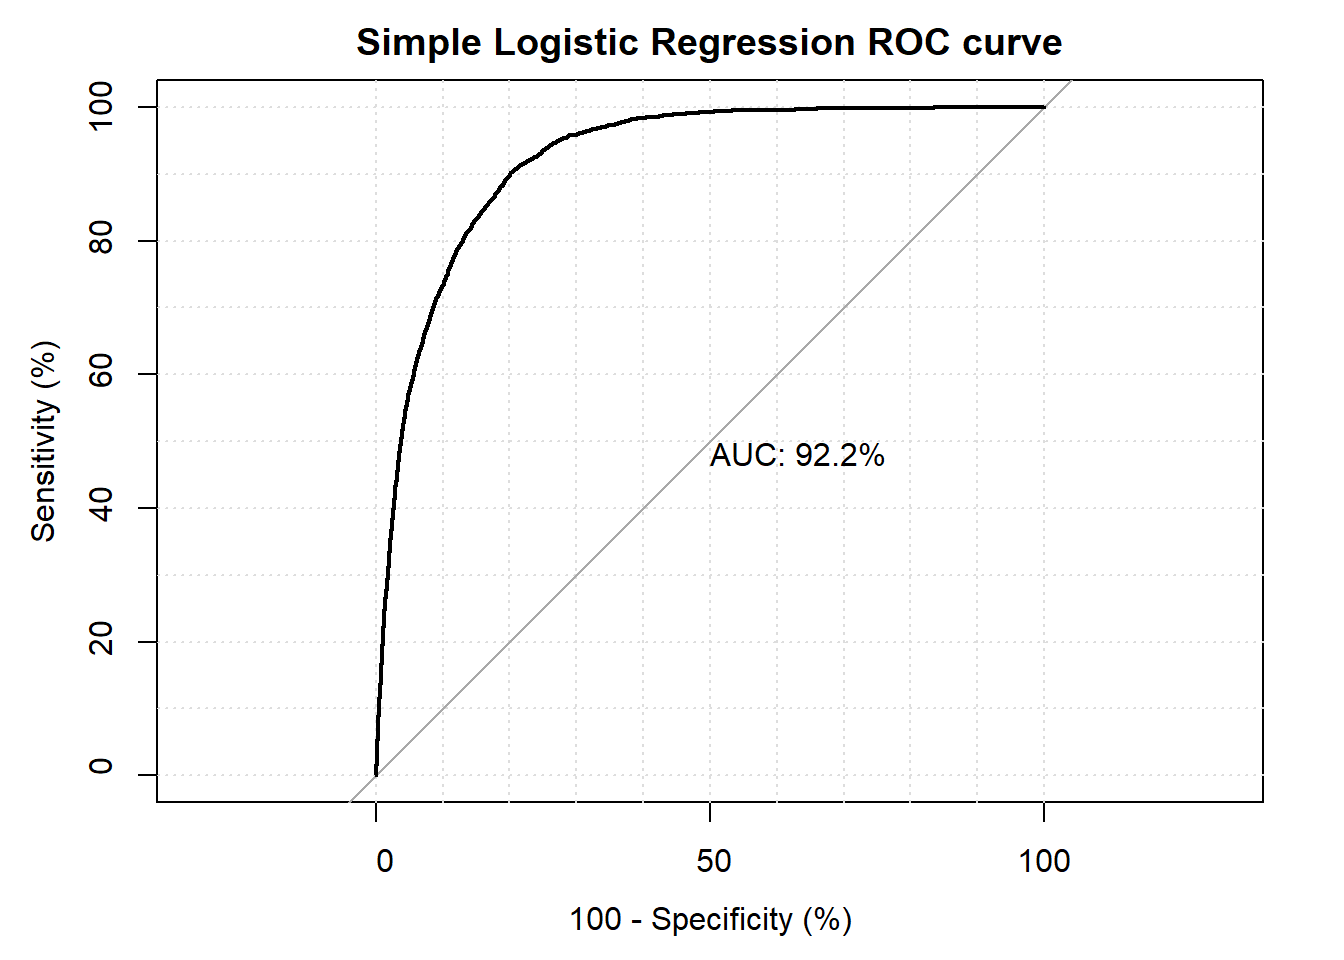 Simple Logistic Regression ROC curve
Sensitivity (%)
100
80
60
40
20
0
AUC: 92.2%
0 50 100
100 - Specificity (%)